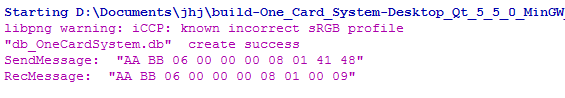 Starting D:\Documents\jhj\build-One_Card_System-Desktop_Qt_5_5_0_MinGW_
libpng warning: iCCP: known incorrect sRGB profile
"db_OneCardSystem.db"  create success
SendMessage:  "AA BB 06 00 00 00 08 01 41 48"
RecMessage:  "AA BB 06 00 00 00 08 01 00 09"